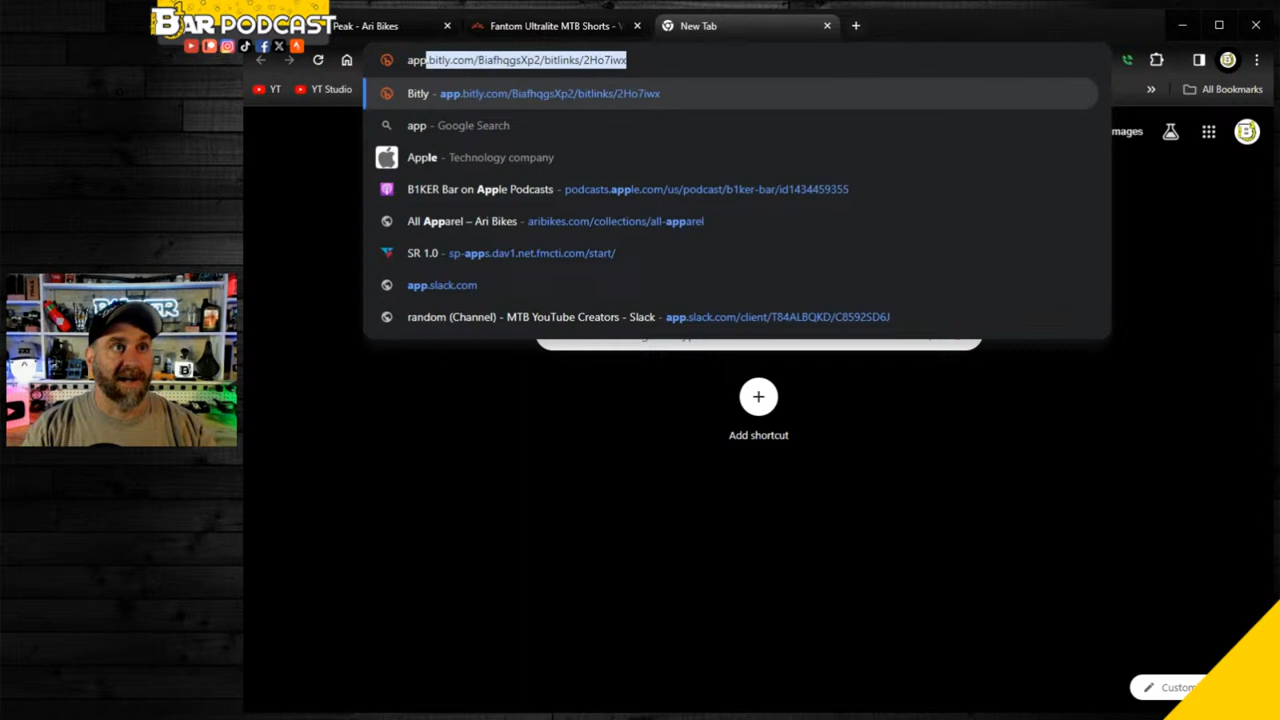 B1KER
BAR PODCAST
Peak - Ari Bikes
Fantom Ultralite MTB Shorts -
New Tab
app.bitly.com/BiafhqgsXp2/bitlinks/2Ho7iwx
YT
YT Studio
All Bookmarks
Bitly - app.bitly.com/BiafhqgsXp2/bitlinks/2Ho7iwx
app - Google Search
Apple - Technology company
B1KER Bar on Apple Podcasts - podcasts.apple.com/us/podcast/b1ker-bar/id1434459355
All Apparel – Ari Bikes - aribikes.com/collections/all-apparel
SR 1.0 - sp-apps.dav1.net.fmcti.com/start/
app.slack.com
random (Channel) - MTB YouTube Creators - Slack - app.slack.com/client/T84ALBQKD/C8592SD6J
mages
Add shortcut
Custom